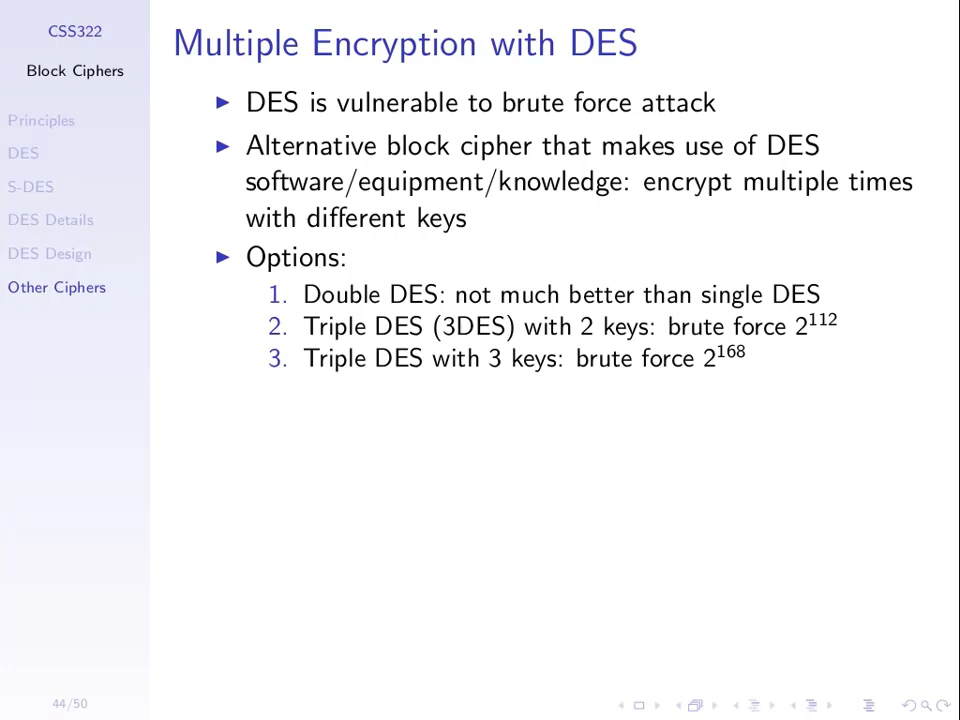 CSS322
Block Ciphers
Principles
DES
S-DES
DES Details
DES Design
Other Ciphers
44/50
Multiple Encryption with DES
▶ DES is vulnerable to brute force attack
▶ Alternative block cipher that makes use of DES
software/equipment/knowledge: encrypt multiple times
with different keys
▶ Options:
1. Double DES: not much better than single DES
2. Triple DES (3DES) with 2 keys: brute force 2¹¹²
3. Triple DES with 3 keys: brute force 2¹⁶⁸